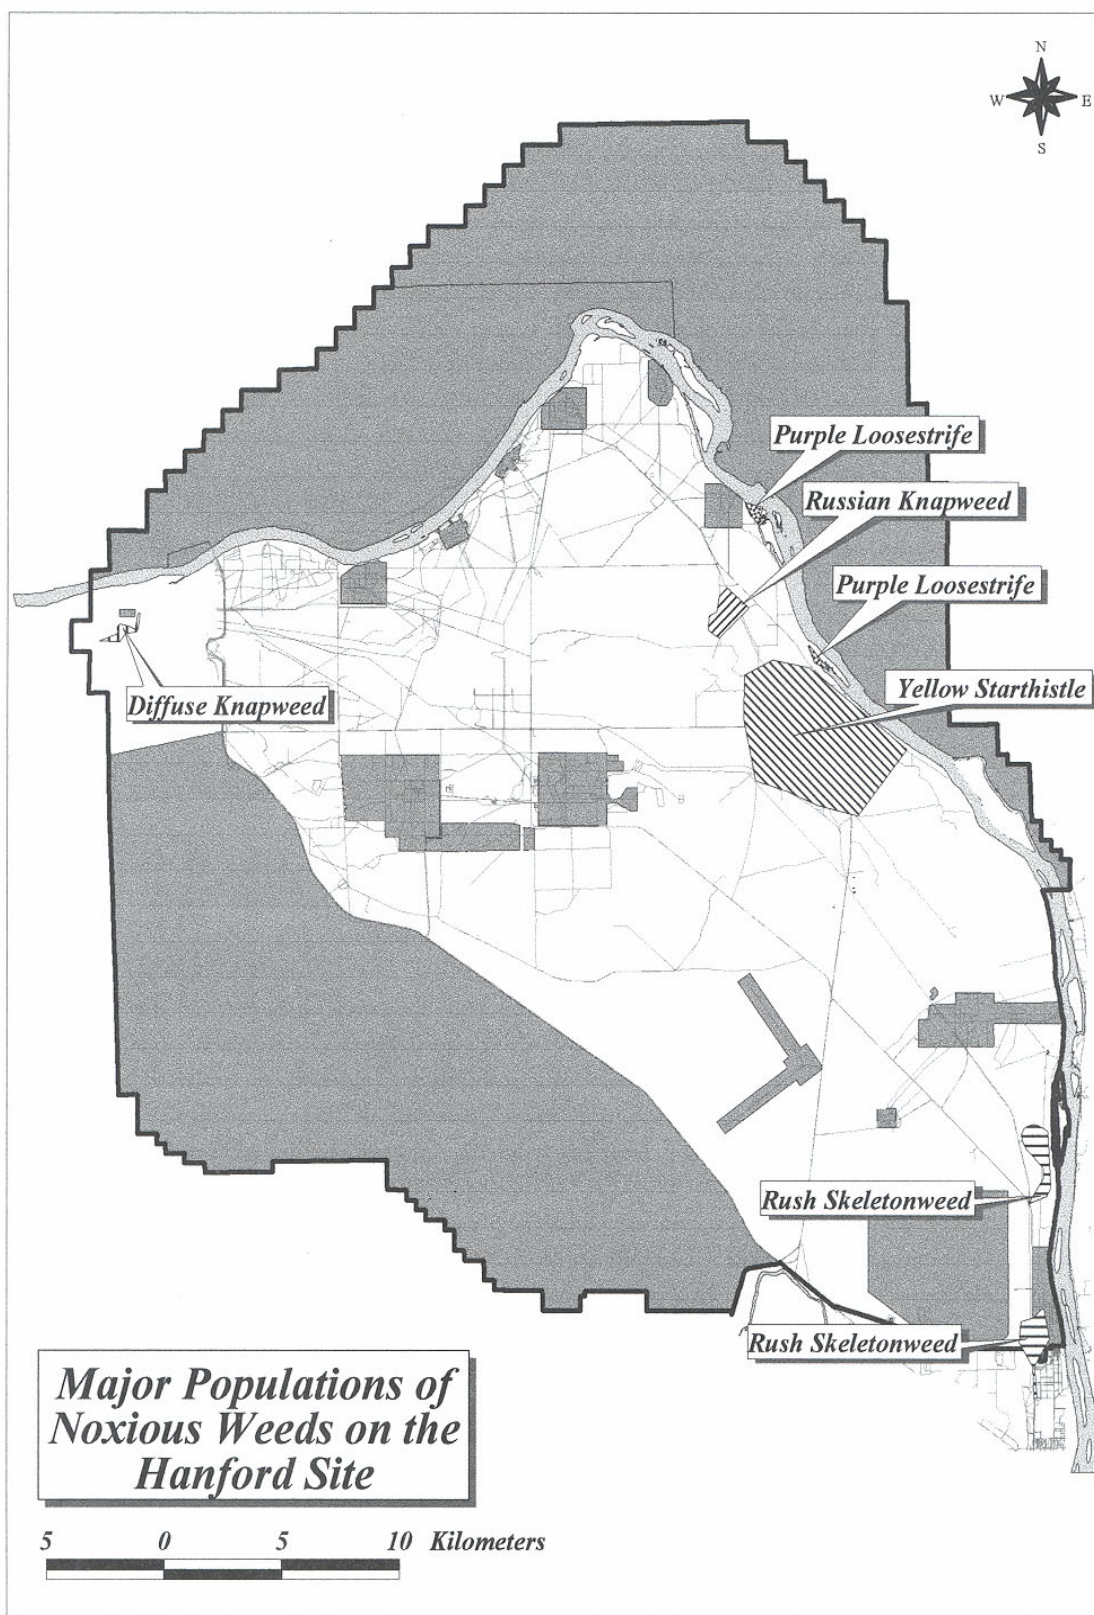 N
W E
S
Purple Loosestrife
Russian Knapweed
Purple Loosestrife
Yellow Starthistle
Diffuse Knapweed
Rush Skeletonweed
Rush Skeletonweed
Major Populations of
Noxious Weeds on the
Hanford Site
5 0 5 10 Kilometers